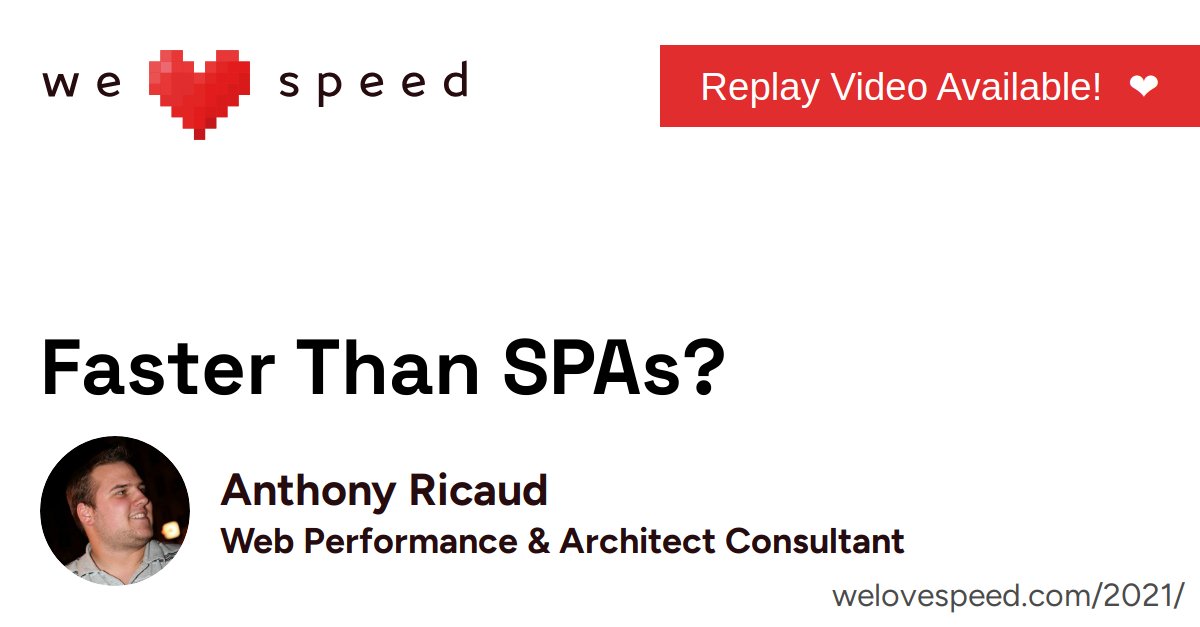 we ❤ speed
Replay Video Available! ❤
Faster Than SPAs?
Anthony Ricaud
Web Performance & Architect Consultant
welovespeed.com/2021/